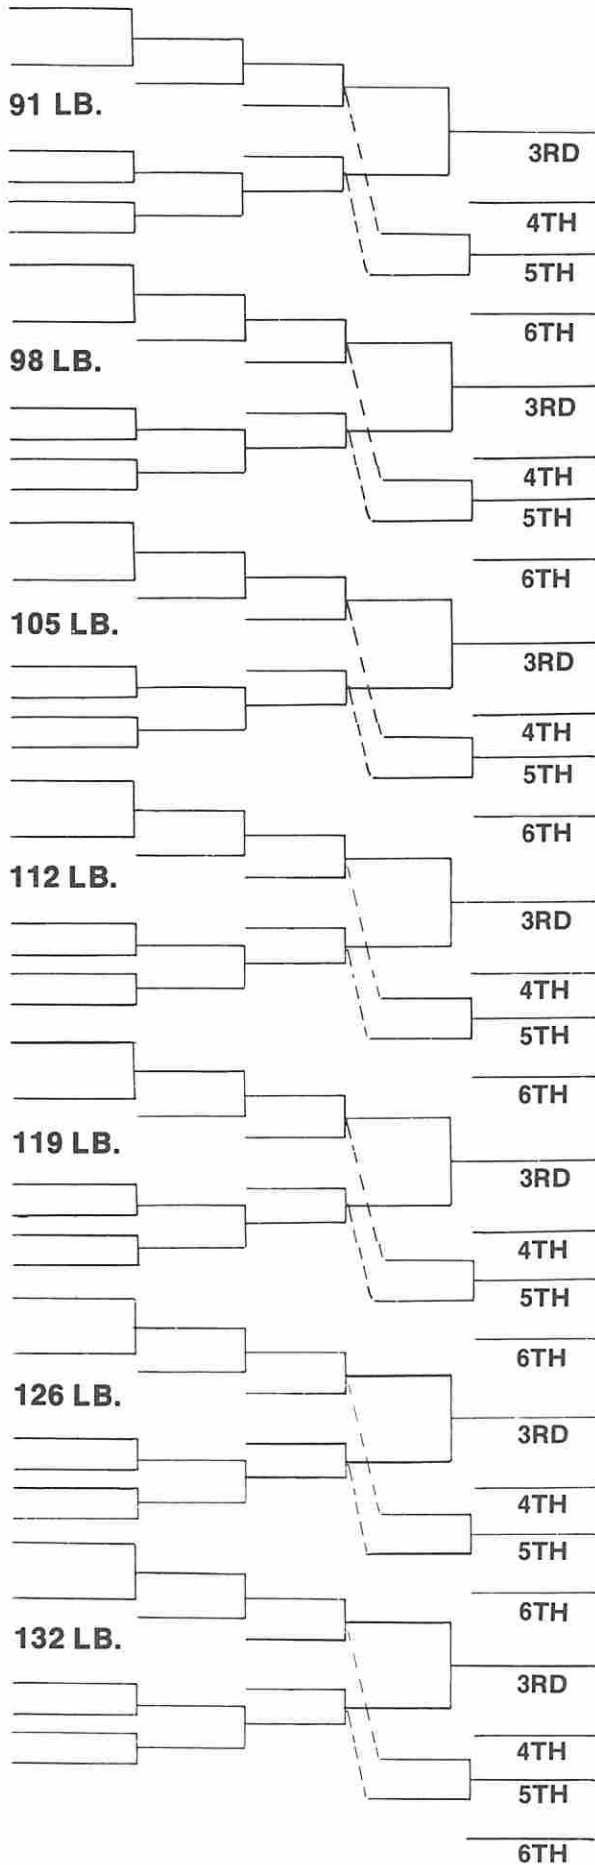 91 LB.
3RD
4TH
5TH
6TH
98 LB.
3RD
4TH
5TH
6TH
105 LB.
3RD
4TH
5TH
6TH
112 LB.
3RD
4TH
5TH
6TH
119 LB.
3RD
4TH
5TH
6TH
126 LB.
3RD
4TH
5TH
6TH
132 LB.
3RD
4TH
5TH
6TH